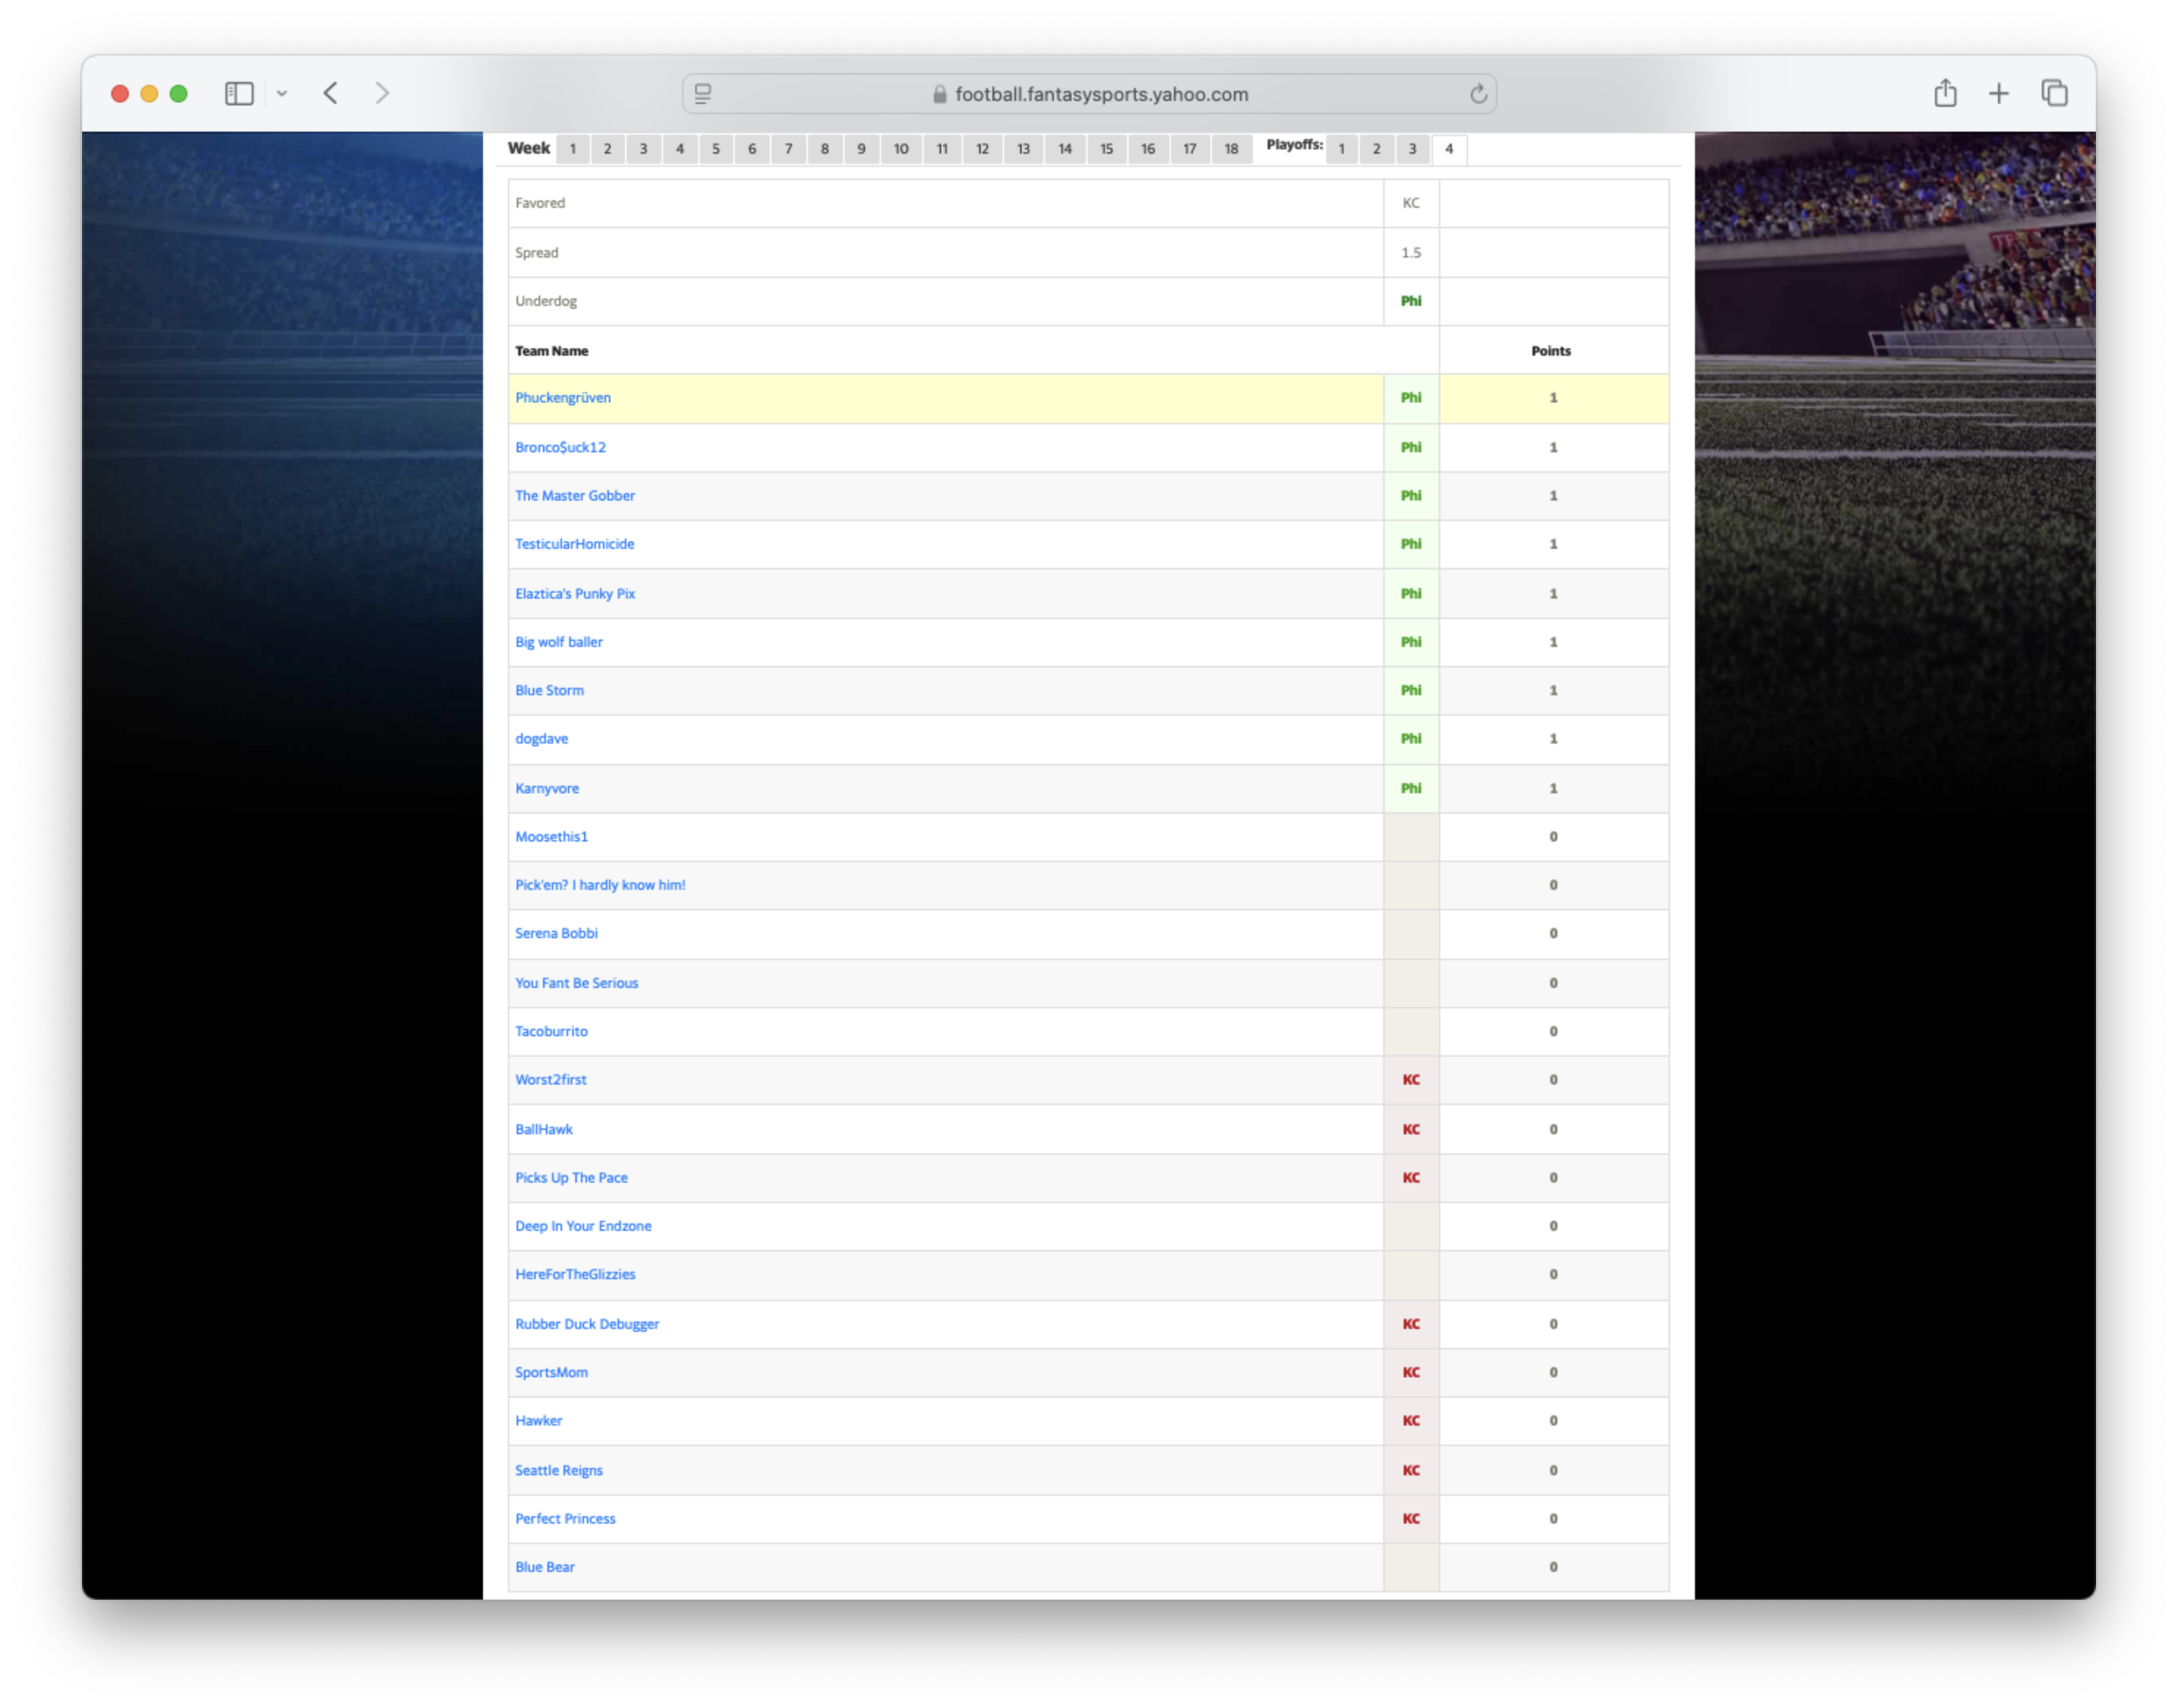 football.fantasysports.yahoo.com
Week 1 2 3 4 5 6 7 8 9 10 11 12 13 14 15 16 17 18 Playoffs: 1 2 3 4
Favored KC
Spread 1.5
Underdog Phi
Team Name Points
Phuckengrüven Phi 1
Bronco$uck12 Phi 1
The Master Gobber Phi 1
TesticularHomicide Phi 1
Elaztica's Punky Pix Phi 1
Big wolf baller Phi 1
Blue Storm Phi 1
dogdave Phi 1
Karnyvore Phi 1
Moosethis1 0
Pick'em? I hardly know him! 0
Serena Bobbi 0
You Fant Be Serious 0
Tacoburrito 0
Worst2first KC 0
BallHawk KC 0
Picks Up The Pace KC 0
Deep In Your Endzone 0
HereForTheGlizzies 0
Rubber Duck Debugger KC 0
SportsMom KC 0
Hawker KC 0
Seattle Reigns KC 0
Perfect Princess KC 0
Blue Bear 0